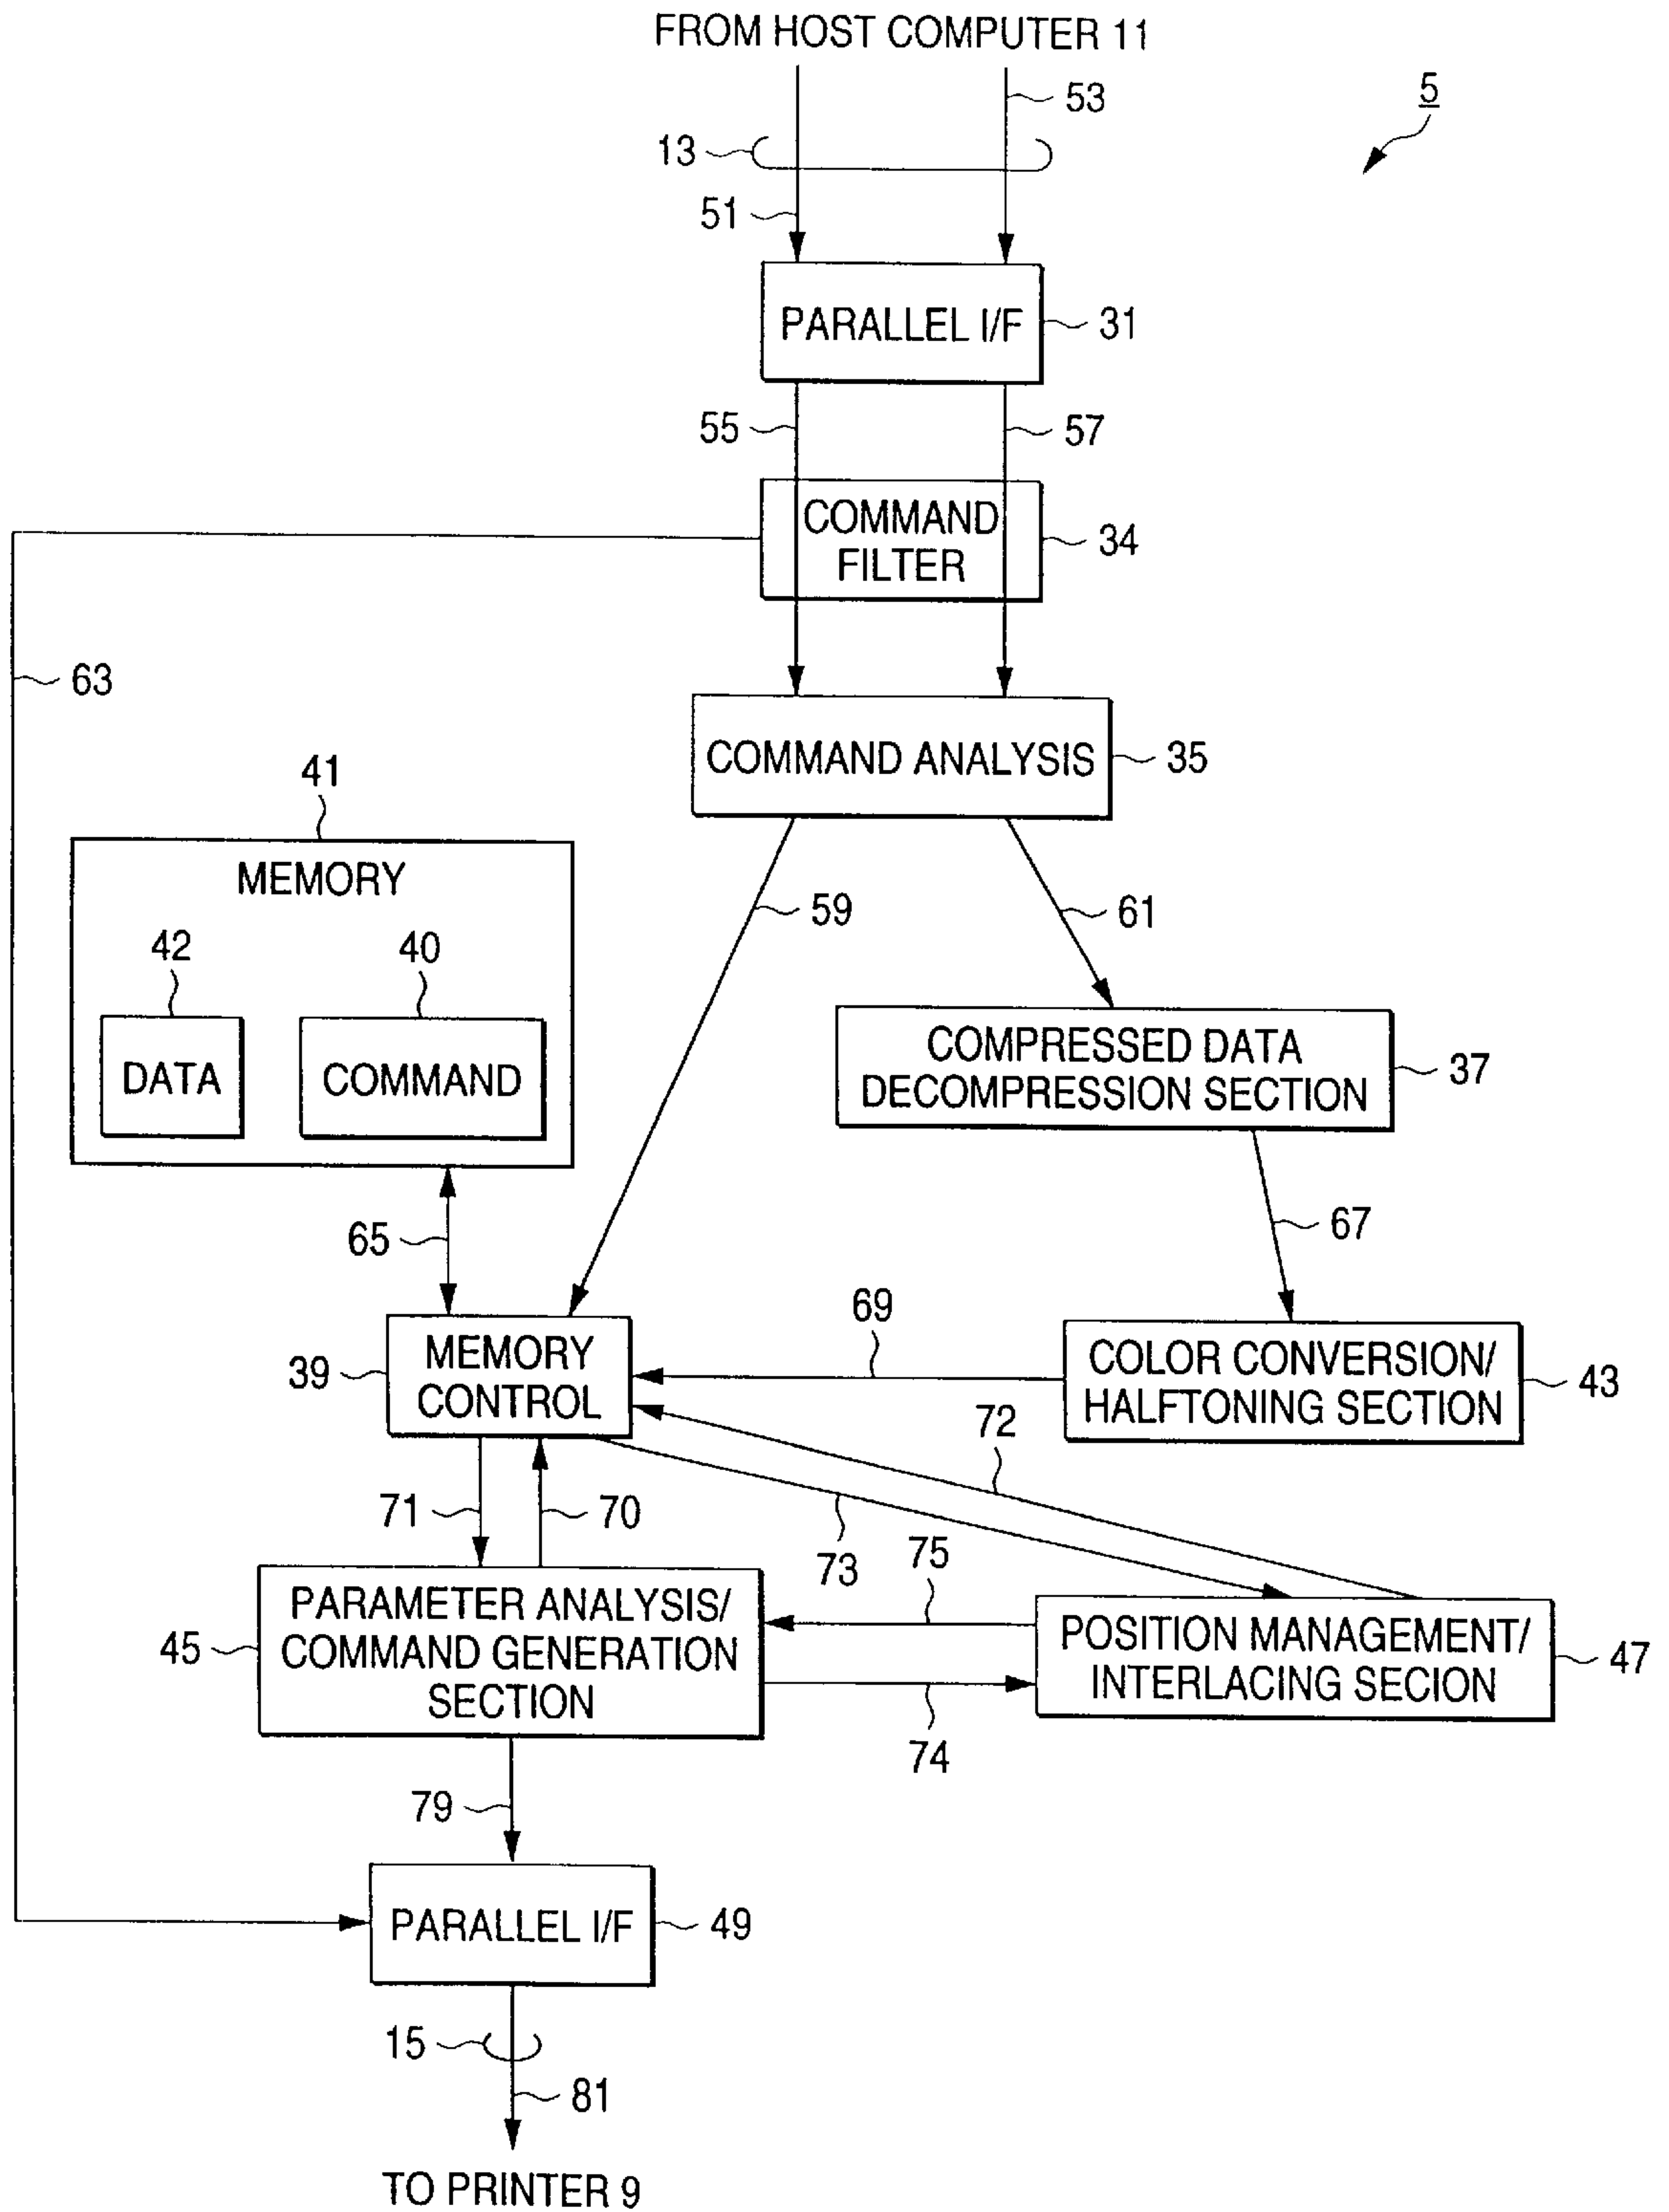 FROM HOST COMPUTER 11
53
5
13
51
PARALLEL I/F
31
55
57
COMMAND
FILTER
34
63
COMMAND ANALYSIS
35
41
MEMORY
59
61
42
40
DATA
COMMAND
COMPRESSED DATA
DECOMPRESSION SECTION
37
65
67
69
MEMORY
CONTROL
39
COLOR CONVERSION/
HALFTONING SECTION
43
72
71
70
73
75
PARAMETER ANALYSIS/
COMMAND GENERATION
SECTION
45
POSITION MANAGEMENT/
INTERLACING SECION
47
74
79
PARALLEL I/F
49
15
81
TO PRINTER 9